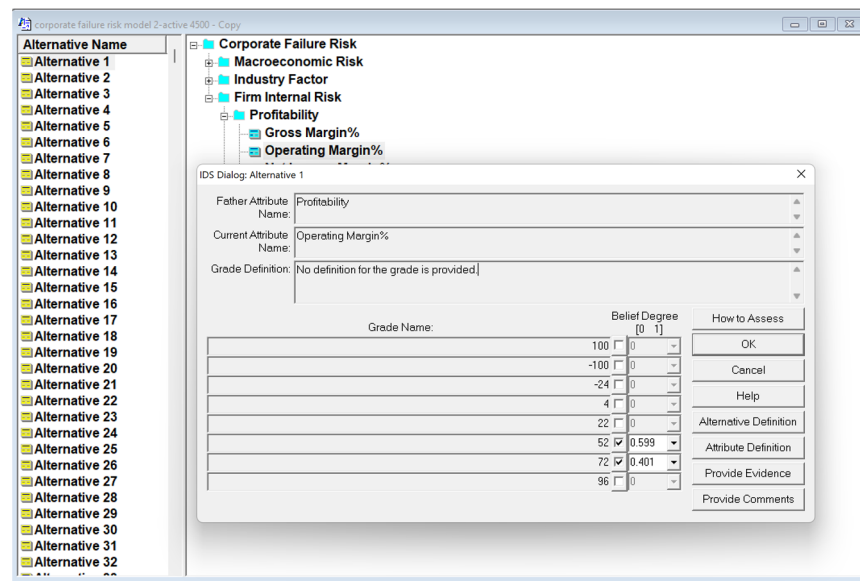 corporate failure risk model 2-active 4500 - Copy
Alternative Name
Alternative 1
Alternative 2
Alternative 3
Alternative 4
Alternative 5
Alternative 6
Alternative 7
Alternative 8
Alternative 9
Alternative 10
Alternative 11
Alternative 12
Alternative 13
Alternative 14
Alternative 15
Alternative 16
Alternative 17
Alternative 18
Alternative 19
Alternative 20
Alternative 21
Alternative 22
Alternative 23
Alternative 24
Alternative 25
Alternative 26
Alternative 27
Alternative 28
Alternative 29
Alternative 30
Alternative 31
Alternative 32
Corporate Failure Risk
Macroeconomic Risk
Industry Factor
Firm Internal Risk
Profitability
Gross Margin%
Operating Margin%
IDS Dialog: Alternative 1
Father Attribute Name: Profitability
Current Attribute Name: Operating Margin%
Grade Definition: No definition for the grade is provided.
Grade Name: Belief Degree [0 1]
100 0
-100 0
-24 0
4 0
22 0
52 0.599
72 0.401
96 0
How to Assess
OK
Cancel
Help
Alternative Definition
Attribute Definition
Provide Evidence
Provide Comments